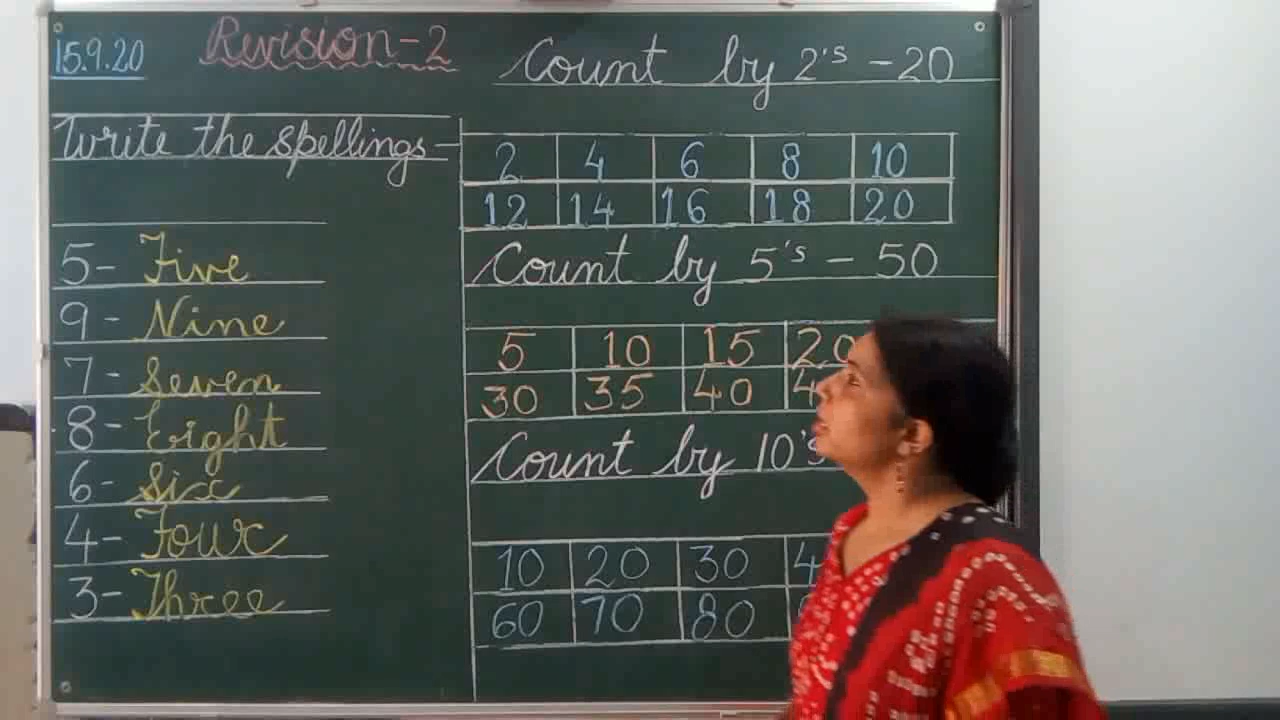 15.9.20
Revision-2
Write the spellings-
5- Five
9- Nine
7- Seven
8- Eight
6- Six
4- Four
3- Three
Count by 2's - 20
2 4 6 8 10
12 14 16 18 20
Count by 5's - 50
5 10 15 20
30 35 40
Count by 10's
10 20 30
60 70 80